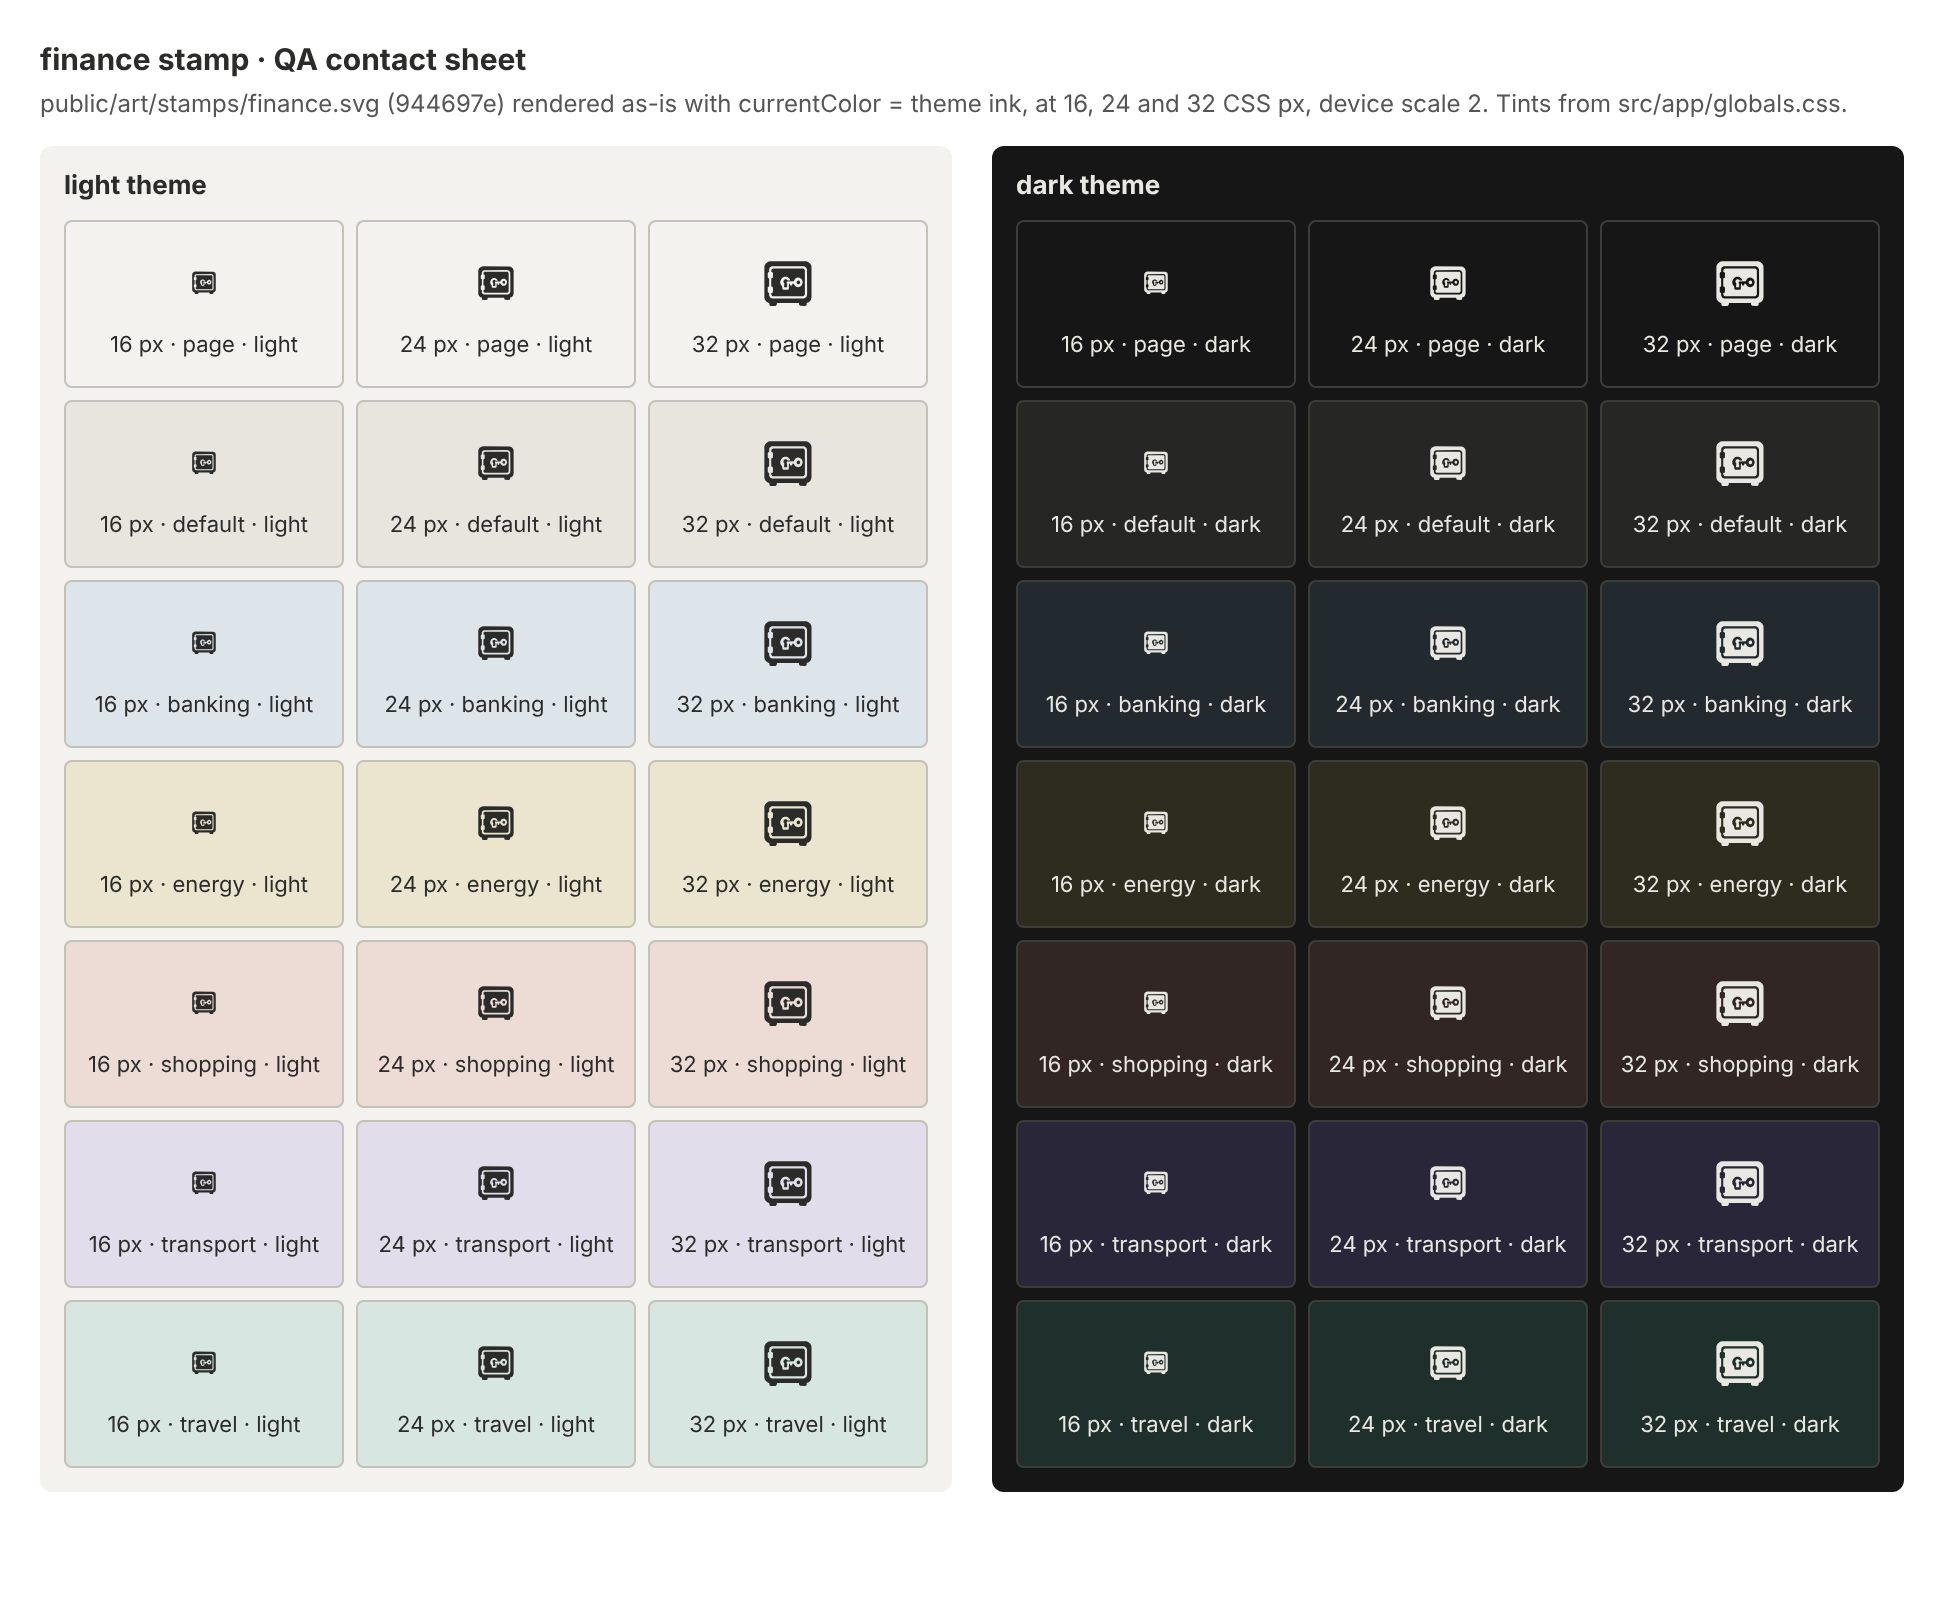 finance stamp · QA contact sheet
public/art/stamps/finance.svg (944697e) rendered as-is with currentColor = theme ink, at 16, 24 and 32 CSS px, device scale 2. Tints from src/app/globals.css.
light theme
16 px · page · light
24 px · page · light
32 px · page · light
16 px · default · light
24 px · default · light
32 px · default · light
16 px · banking · light
24 px · banking · light
32 px · banking · light
16 px · energy · light
24 px · energy · light
32 px · energy · light
16 px · shopping · light
24 px · shopping · light
32 px · shopping · light
16 px · transport · light
24 px · transport · light
32 px · transport · light
16 px · travel · light
24 px · travel · light
32 px · travel · light
dark theme
16 px · page · dark
24 px · page · dark
32 px · page · dark
16 px · default · dark
24 px · default · dark
32 px · default · dark
16 px · banking · dark
24 px · banking · dark
32 px · banking · dark
16 px · energy · dark
24 px · energy · dark
32 px · energy · dark
16 px · shopping · dark
24 px · shopping · dark
32 px · shopping · dark
16 px · transport · dark
24 px · transport · dark
32 px · transport · dark
16 px · travel · dark
24 px · travel · dark
32 px · travel · dark